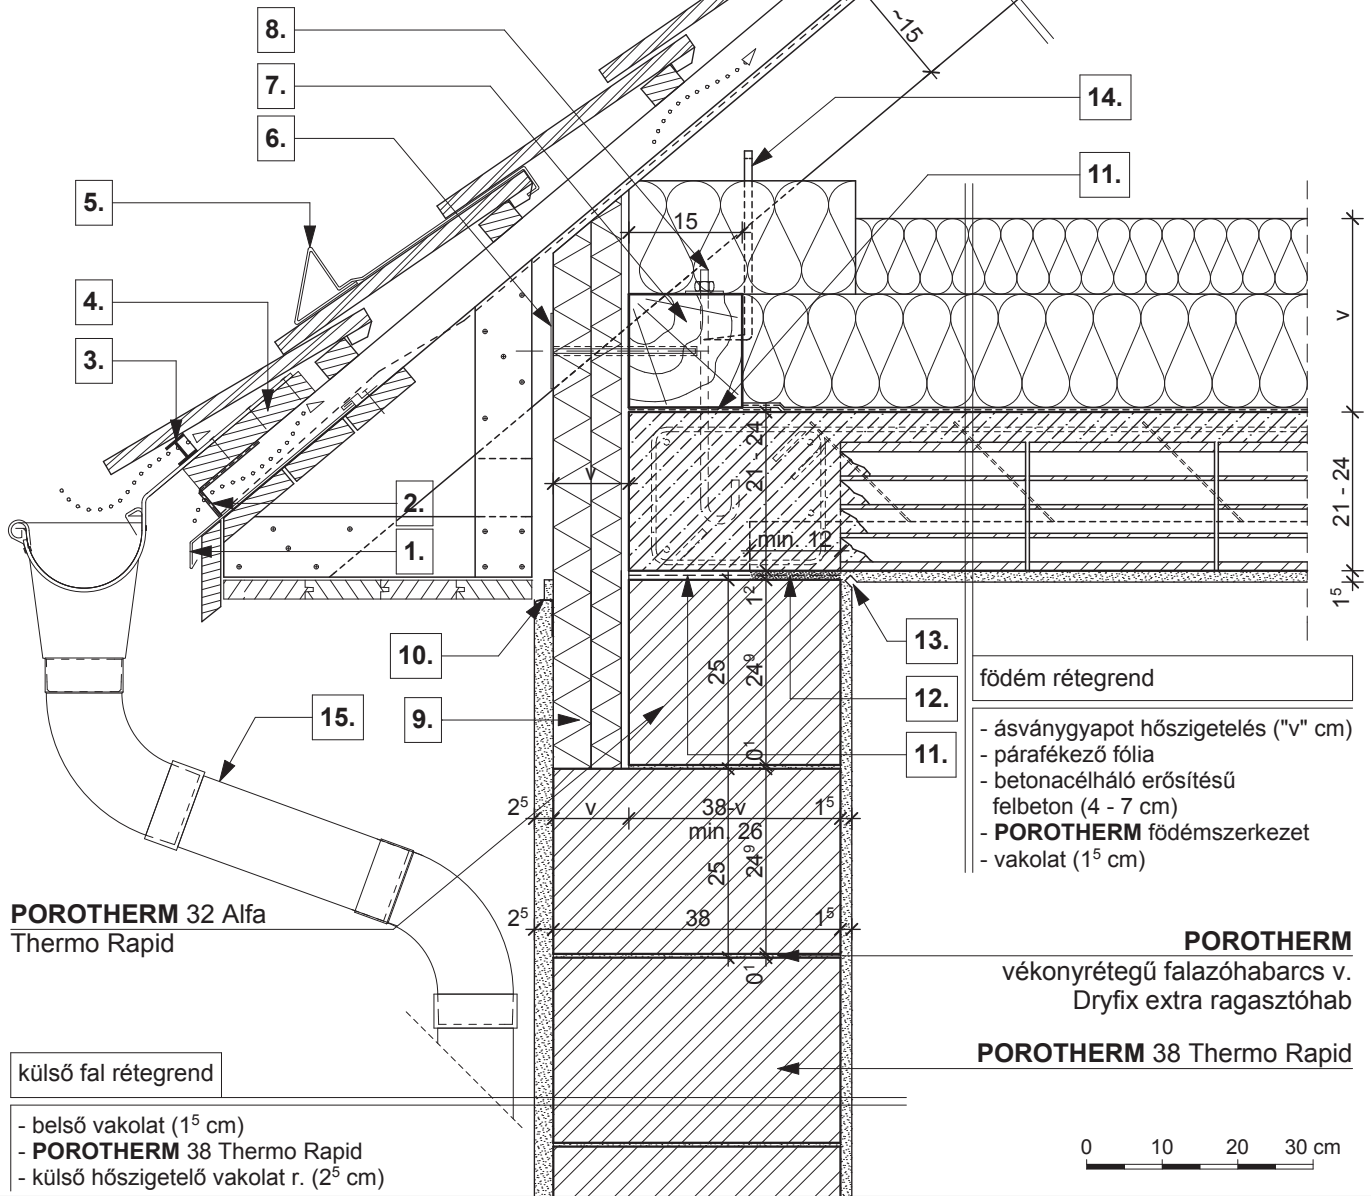 8.
~15
7.
14.
6.
11.
5.
15
4.
v
3.
21 - 24
v
21 - 24
2.
min. 12
1.
1⁵
1²
10.
13.
födém rétegrend
25
24⁹
12.
15.
9.
- ásványgyapot hőszigetelés ("v" cm)
- párafékező fólia
- betonacélháló erősítésű
felbeton (4 - 7 cm)
- POROTHERM födémszerkezet
- vakolat (1⁵ cm)
0¹
11.
2⁵
v
38-v
min. 26
1⁵
25
24⁹
POROTHERM 32 Alfa
Thermo Rapid
2⁵
38
1⁵
0¹
POROTHERM
vékonyrétegű falazóhabarcs v.
Dryfix extra ragasztóhab
POROTHERM 38 Thermo Rapid
külső fal rétegrend
- belső vakolat (1⁵ cm)
- POROTHERM 38 Thermo Rapid
- külső hőszigetelő vakolat r. (2⁵ cm)
0 10 20 30 cm